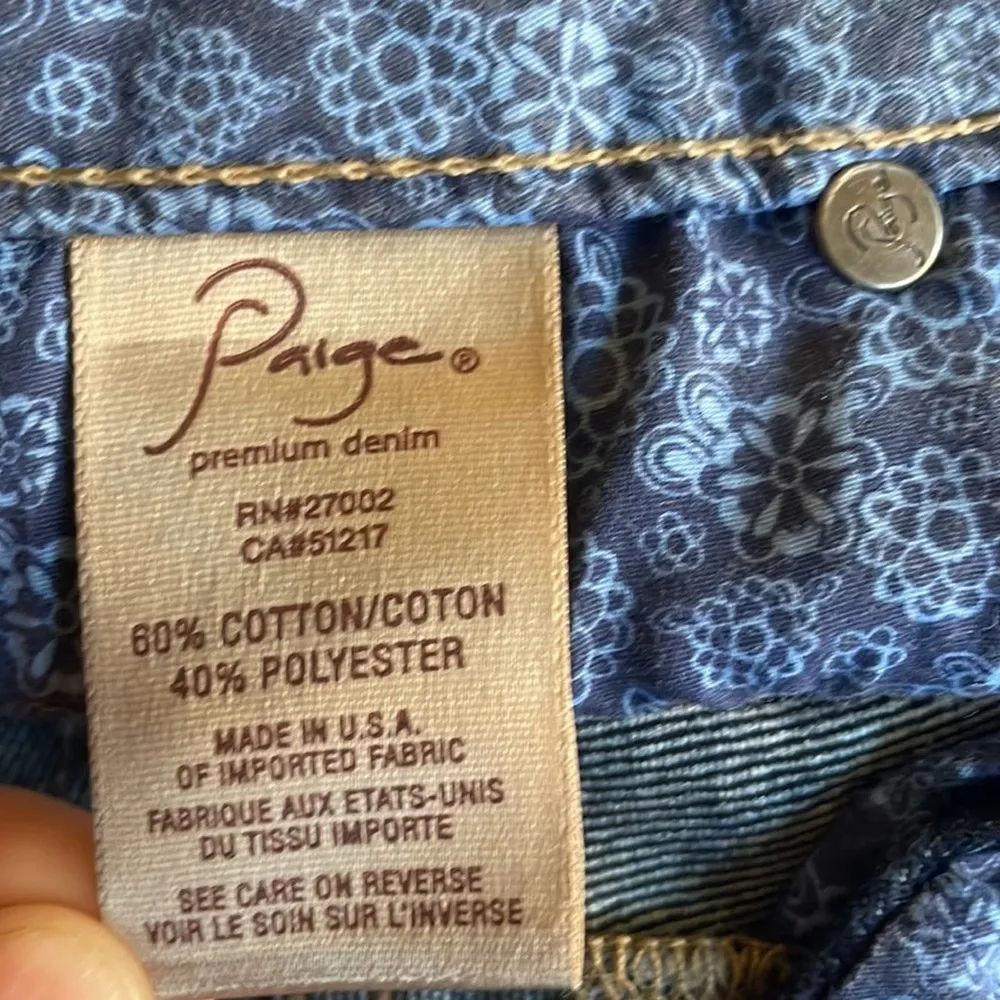 Paige®
premium denim
RN#27002
CA#51217
60% COTTON/COTON
40% POLYESTER
MADE IN U.S.A.
OF IMPORTED FABRIC
FABRIQUE AUX ETATS-UNIS
DU TISSU IMPORTE
SEE CARE ON REVERSE
VOIR LE SOIN SUR L'INVERSE